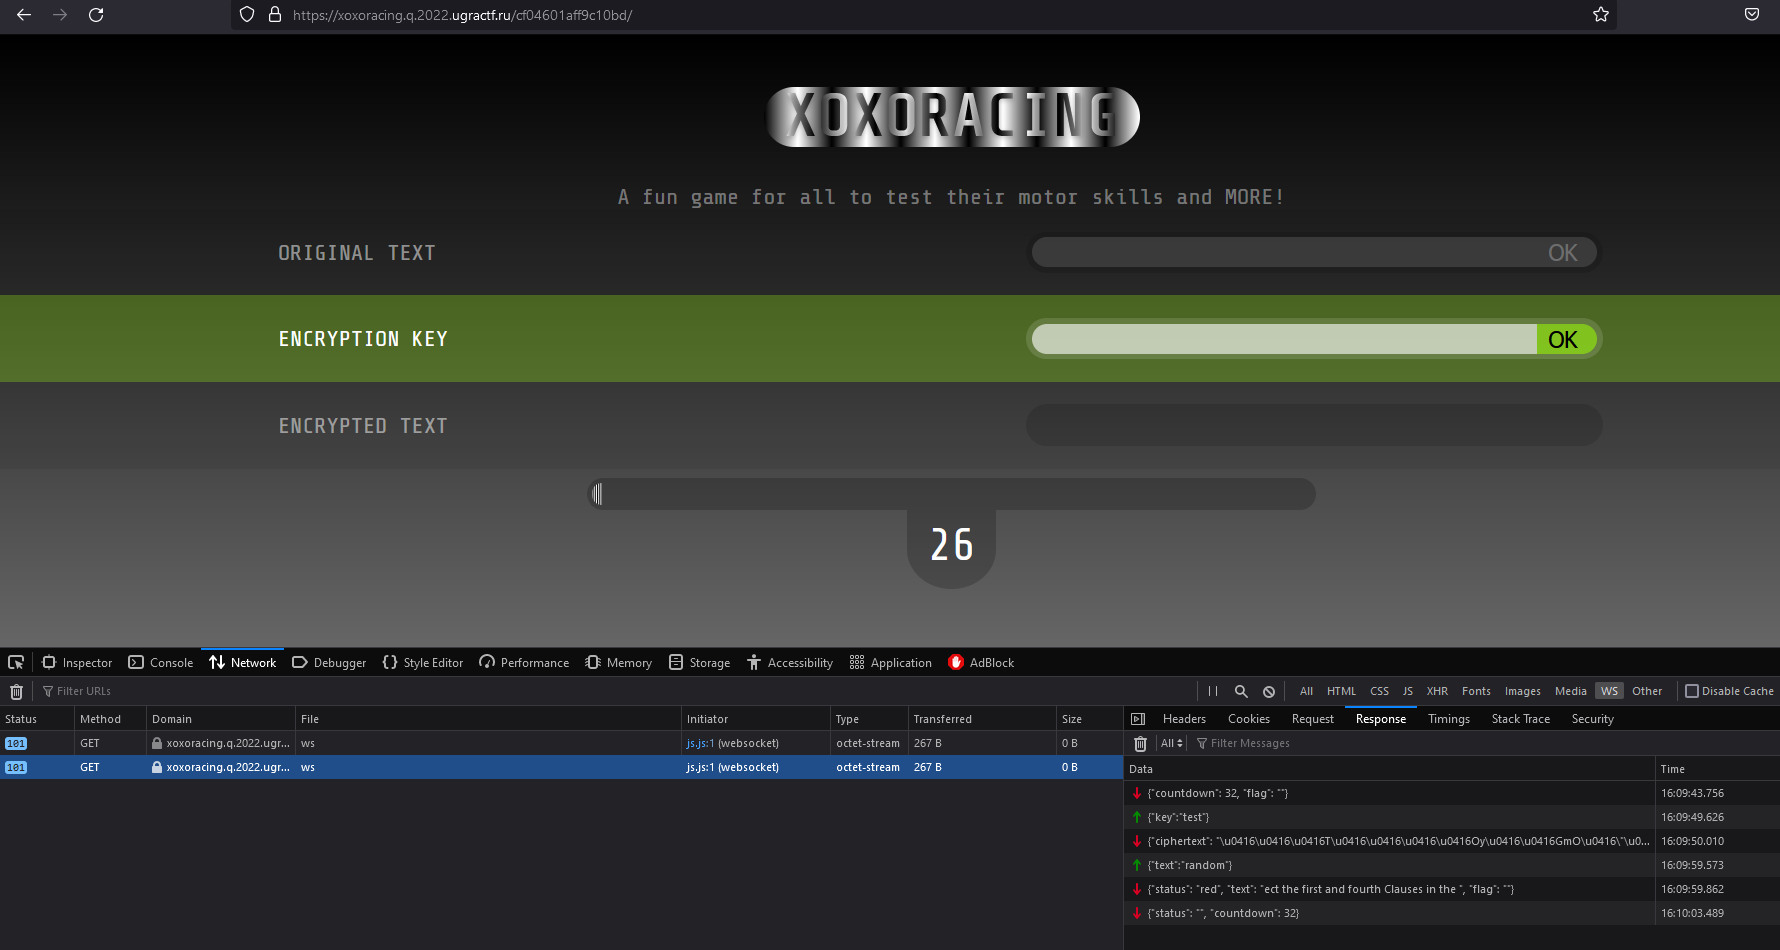 https://xoxoracing.q.2022.ugractf.ru/cf04601aff9c10bd/
XOXORACING
A fun game for all to test their motor skills and MORE!
ORIGINAL TEXT OK
ENCRYPTION KEY OK
ENCRYPTED TEXT
26
Inspector Console Network Debugger Style Editor Performance Memory Storage Accessibility Application AdBlock
Filter URLs All HTML CSS JS XHR Fonts Images Media WS Other Disable Cache
Status Method Domain File Initiator Type Transferred Size
101 GET xoxoracing.q.2022.ugr... ws js.js:1 (websocket) octet-stream 267 B 0 B
101 GET xoxoracing.q.2022.ugr... ws js.js:1 (websocket) octet-stream 267 B 0 B
Headers Cookies Request Response Timings Stack Trace Security
All Filter Messages
Data Time
{"countdown": 32, "flag": ""} 16:09:43.756
{"key":"test"} 16:09:49.626
{"ciphertext": "\u0416\u0416\u0416T\u0416\u0416\u0416\u0416Oy\u0416\u0416GmO\u0416\"\u0... 16:09:50.010
{"text":"random"} 16:09:59.573
{"status": "red", "text": "ect the first and fourth Clauses in the ", "flag": ""} 16:09:59.862
{"status": "", "countdown": 32} 16:10:03.489